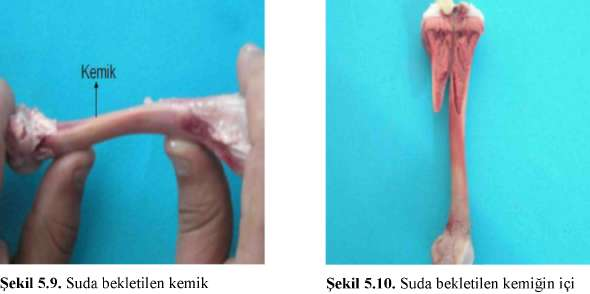 Kemik
Şekil 5.9. Suda bekletilen kemik
Şekil 5.10. Suda bekletilen kemiğin içi